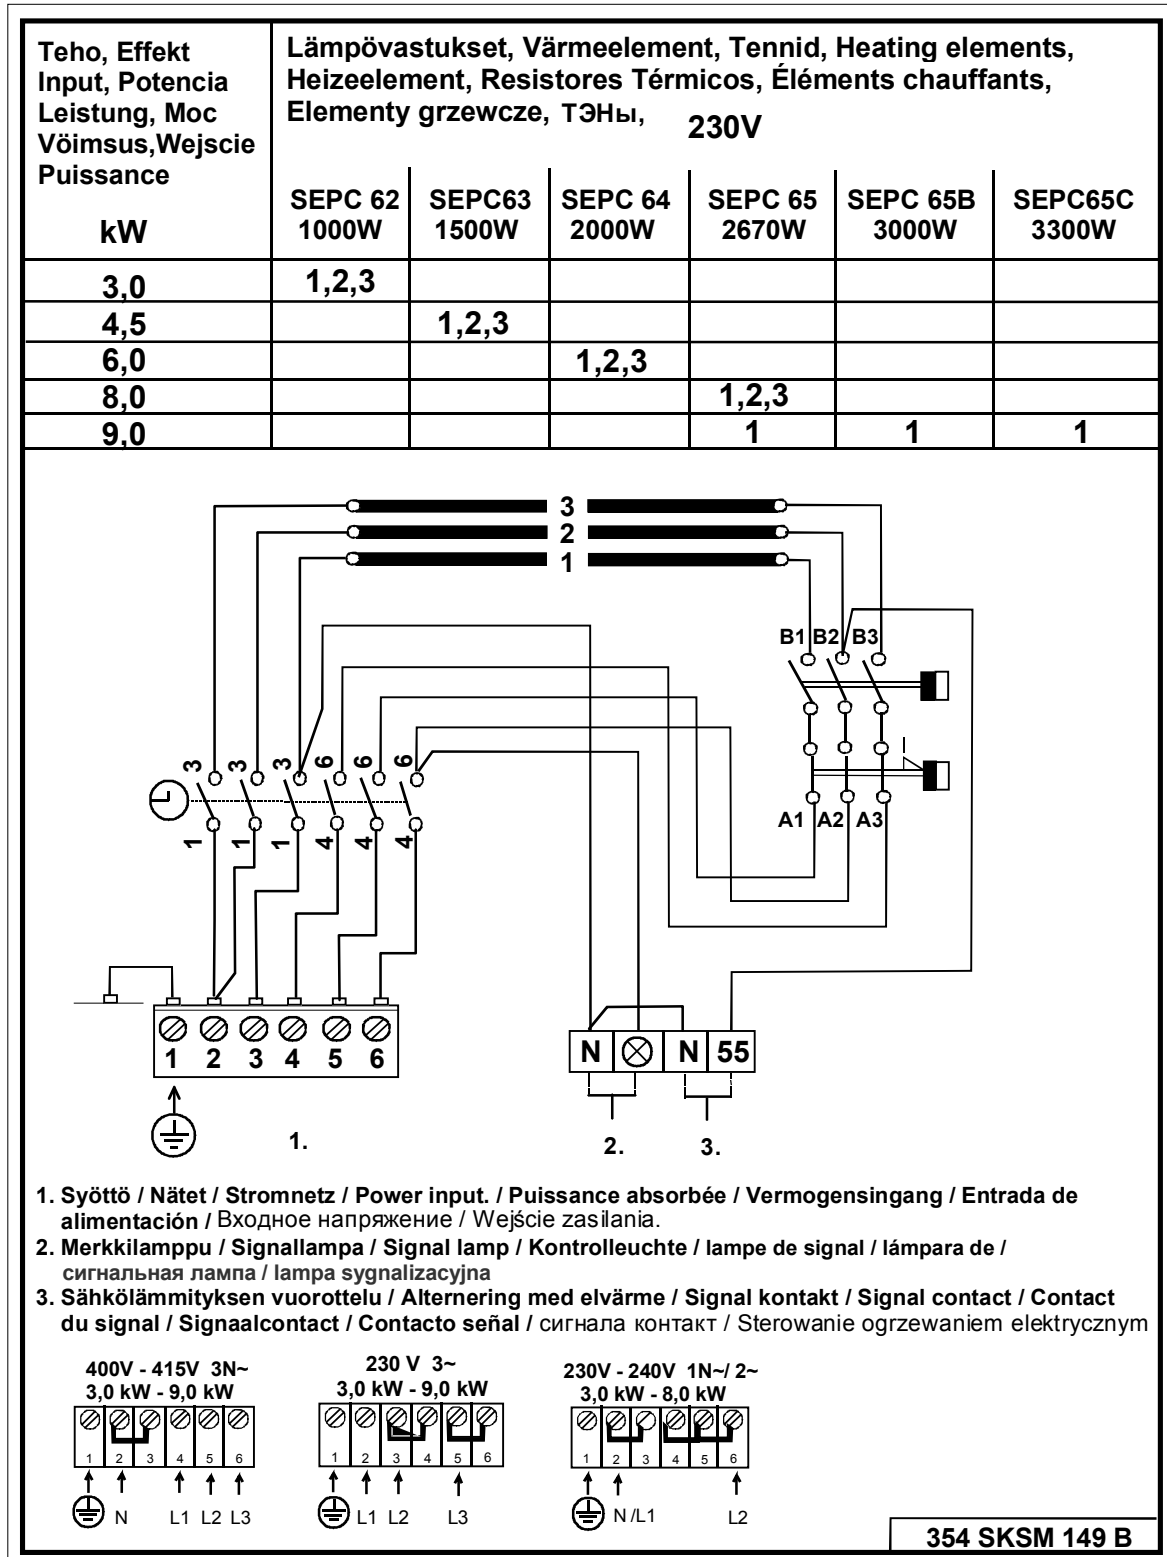 Teho, Effekt
Input, Potencia
Leistung, Moc
Vöimsus,Wejscie
Puissance
kW
Lämpövastukset, Värmeelement, Tennid, Heating elements,
Heizeelement, Resistores Térmicos, Éléments chauffants,
Elementy grzewcze, ТЭНы, 230V
SEPC 62 SEPC63 SEPC 64 SEPC 65 SEPC 65B SEPC65C
1000W 1500W 2000W 2670W 3000W 3300W
3,0 1,2,3
4,5 1,2,3
6,0 1,2,3
8,0 1,2,3
9,0 1 1 1
3
2
1
B1 B2 B3
3 3 3 6 6 6
A1 A2 A3
1 1 1 4 4 4
N N 55
1 2 3 4 5 6
1. 2. 3.
1. Syöttö / Nätet / Stromnetz / Power input. / Puissance absorbée / Vermogensingang / Entrada de
alimentación / Входное напряжение / Wejście zasilania.
2. Merkkilamppu / Signallampa / Signal lamp / Kontrolleuchte / lampe de signal / lámpara de /
сигнальная лампа / lampa sygnalizacyjna
3. Sähkölämmityksen vuorottelu / Alternering med elvärme / Signal kontakt / Signal contact / Contact
du signal / Signaalcontact / Contacto señal / сигнала контакт / Sterowanie ogrzewaniem elektrycznym
400V - 415V 3N~
3,0 kW - 9,0 kW
1 2 3 4 5 6
N L1 L2 L3
230 V 3~
3,0 kW - 9,0 kW
1 2 3 4 5 6
L1 L2 L3
230V - 240V 1N~/ 2~
3,0 kW - 8,0 kW
1 2 3 4 5 6
N /L1 L2
354 SKSM 149 B